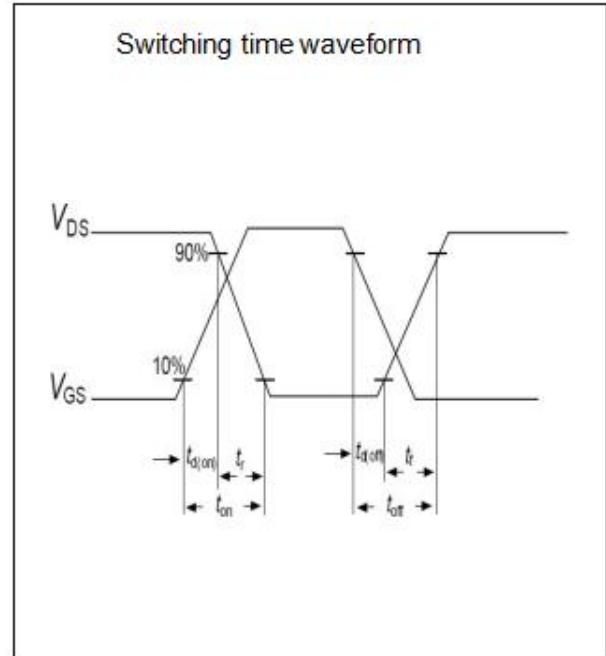 Switching time waveform
VDS
90%
10%
VGS
td(on) tr td(off) tf
ton toff